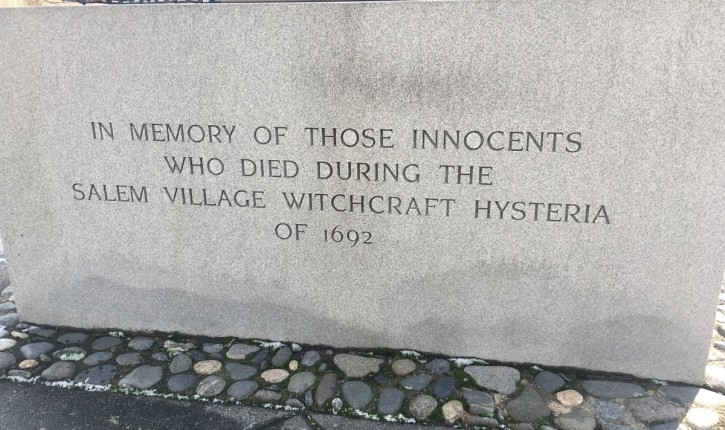 IN MEMORY OF THOSE INNOCENTS
WHO DIED DURING THE
SALEM VILLAGE WITCHCRAFT HYSTERIA
OF 1692